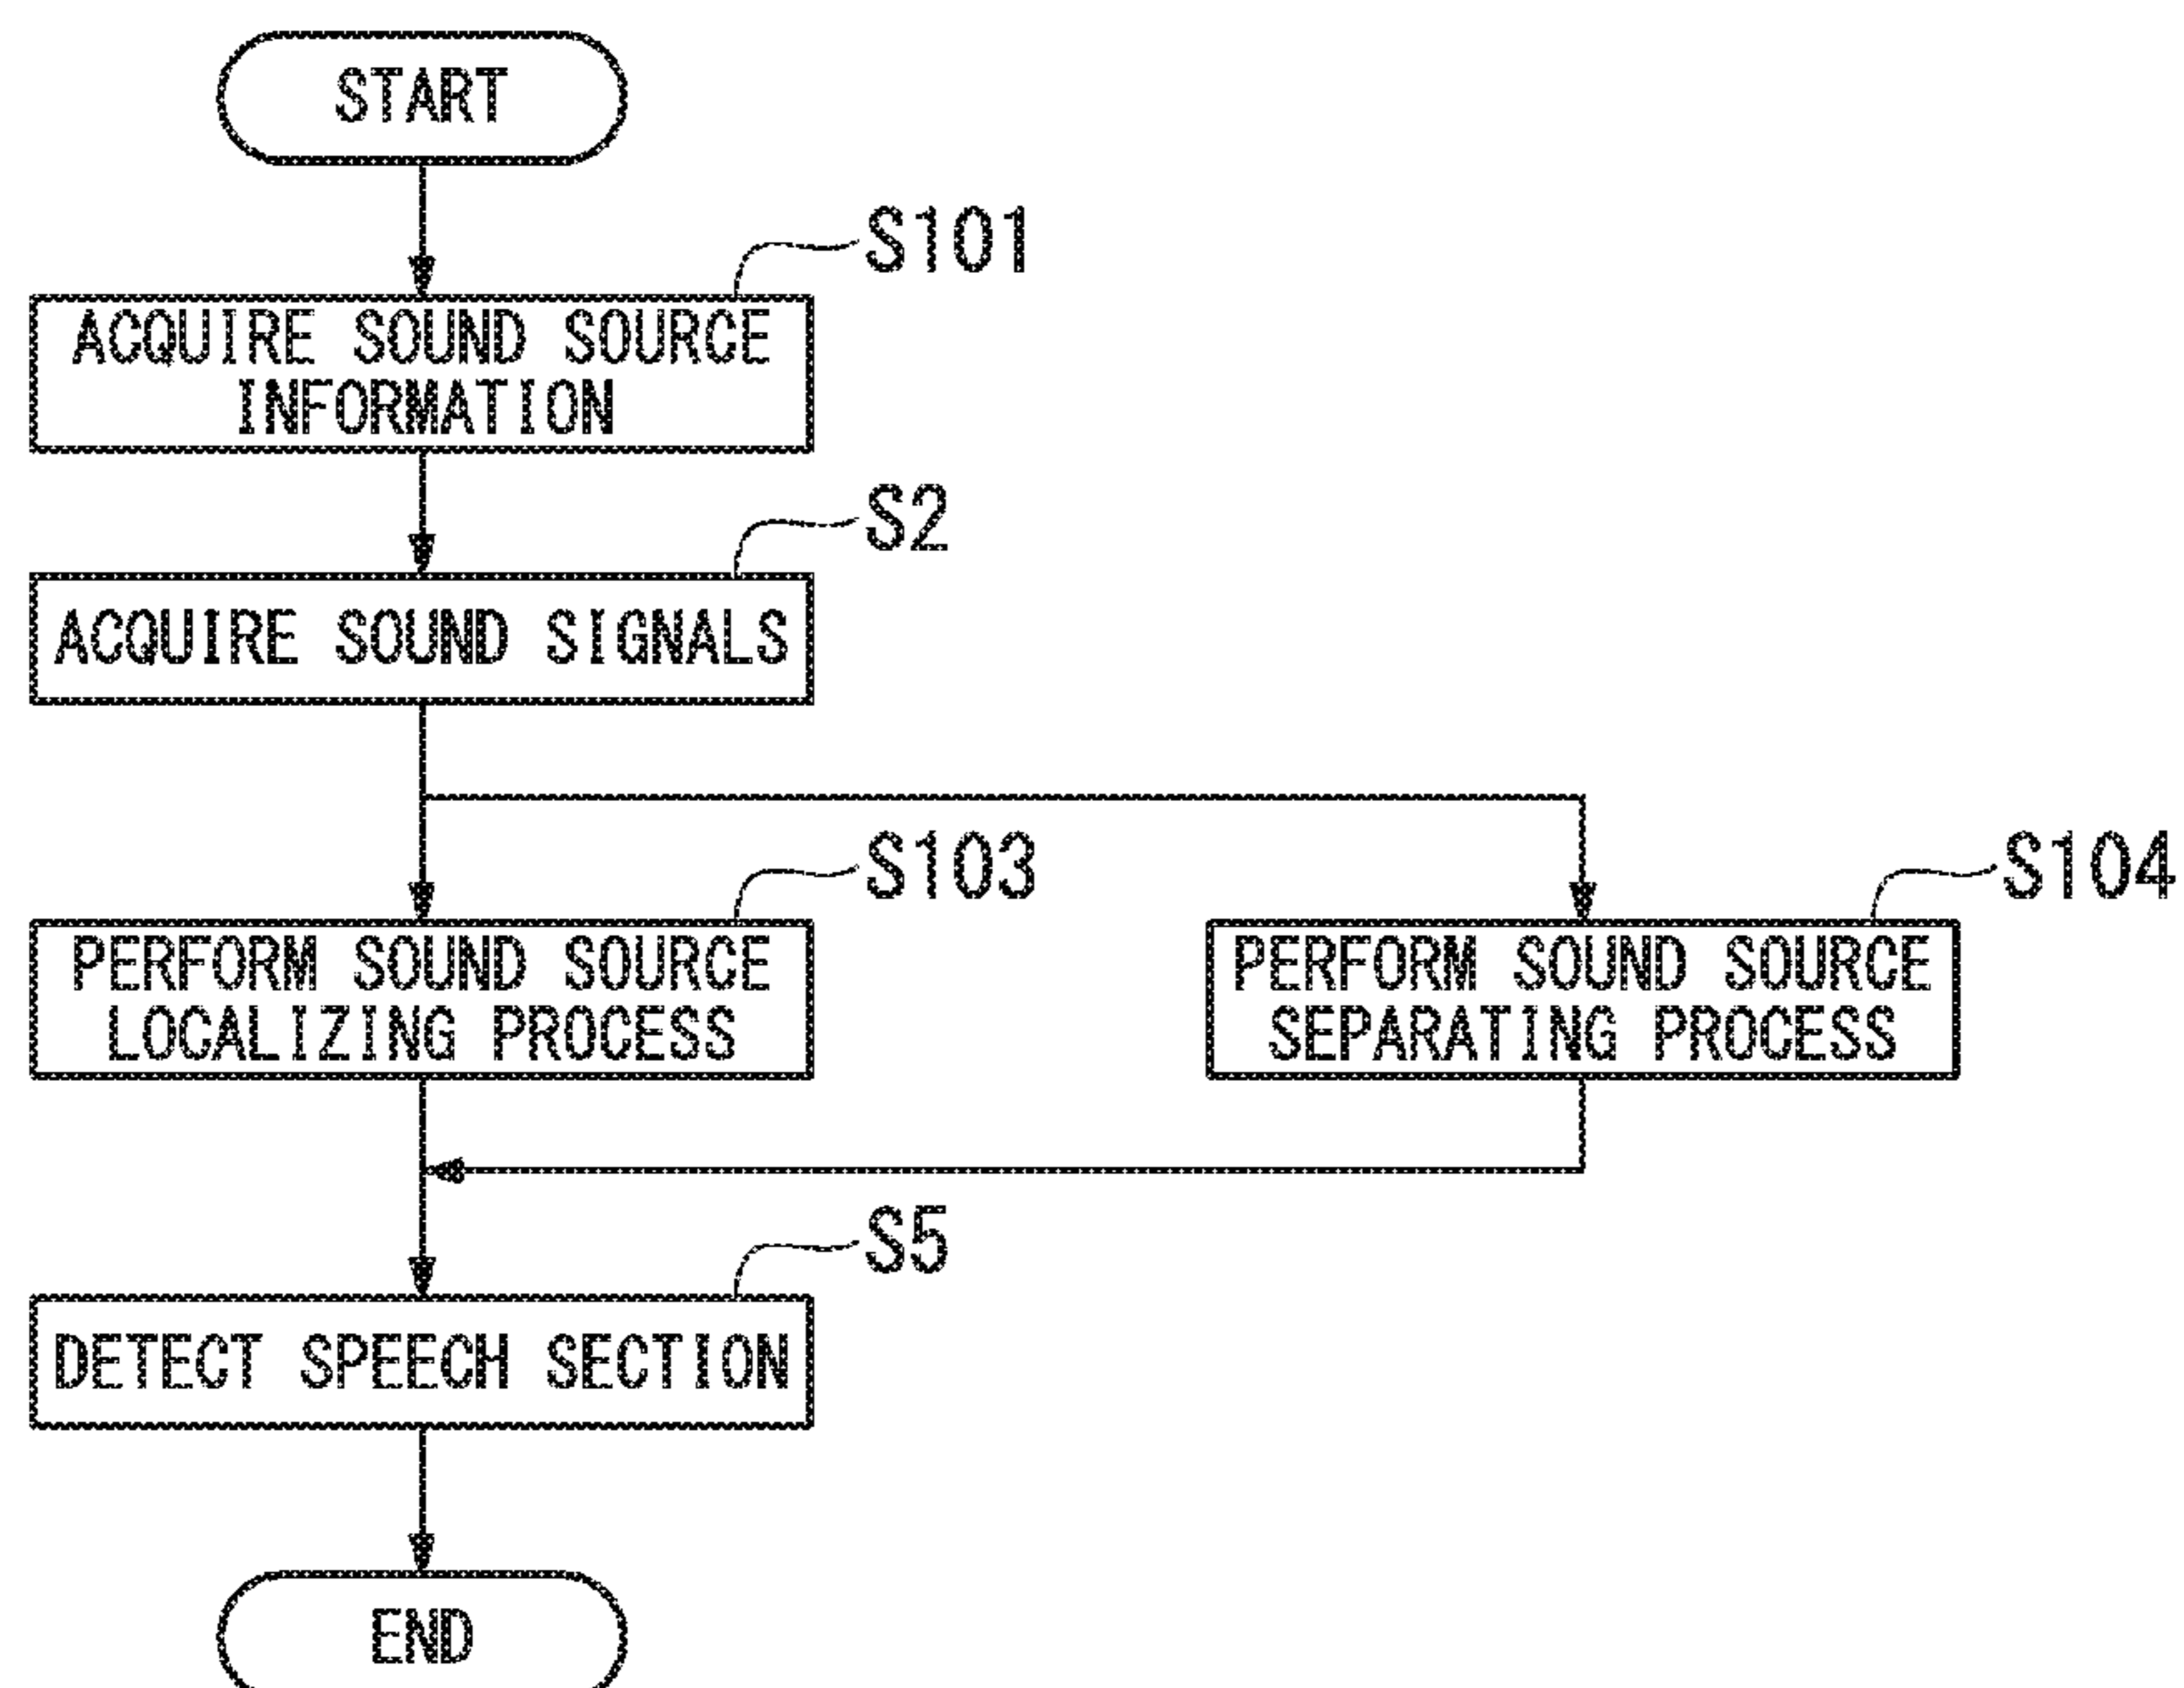 START
S101
ACQUIRE SOUND SOURCE
INFORMATION
S2
ACQUIRE SOUND SIGNALS
S103
PERFORM SOUND SOURCE
LOCALIZING PROCESS
S104
PERFORM SOUND SOURCE
SEPARATING PROCESS
S5
DETECT SPEECH SECTION
END